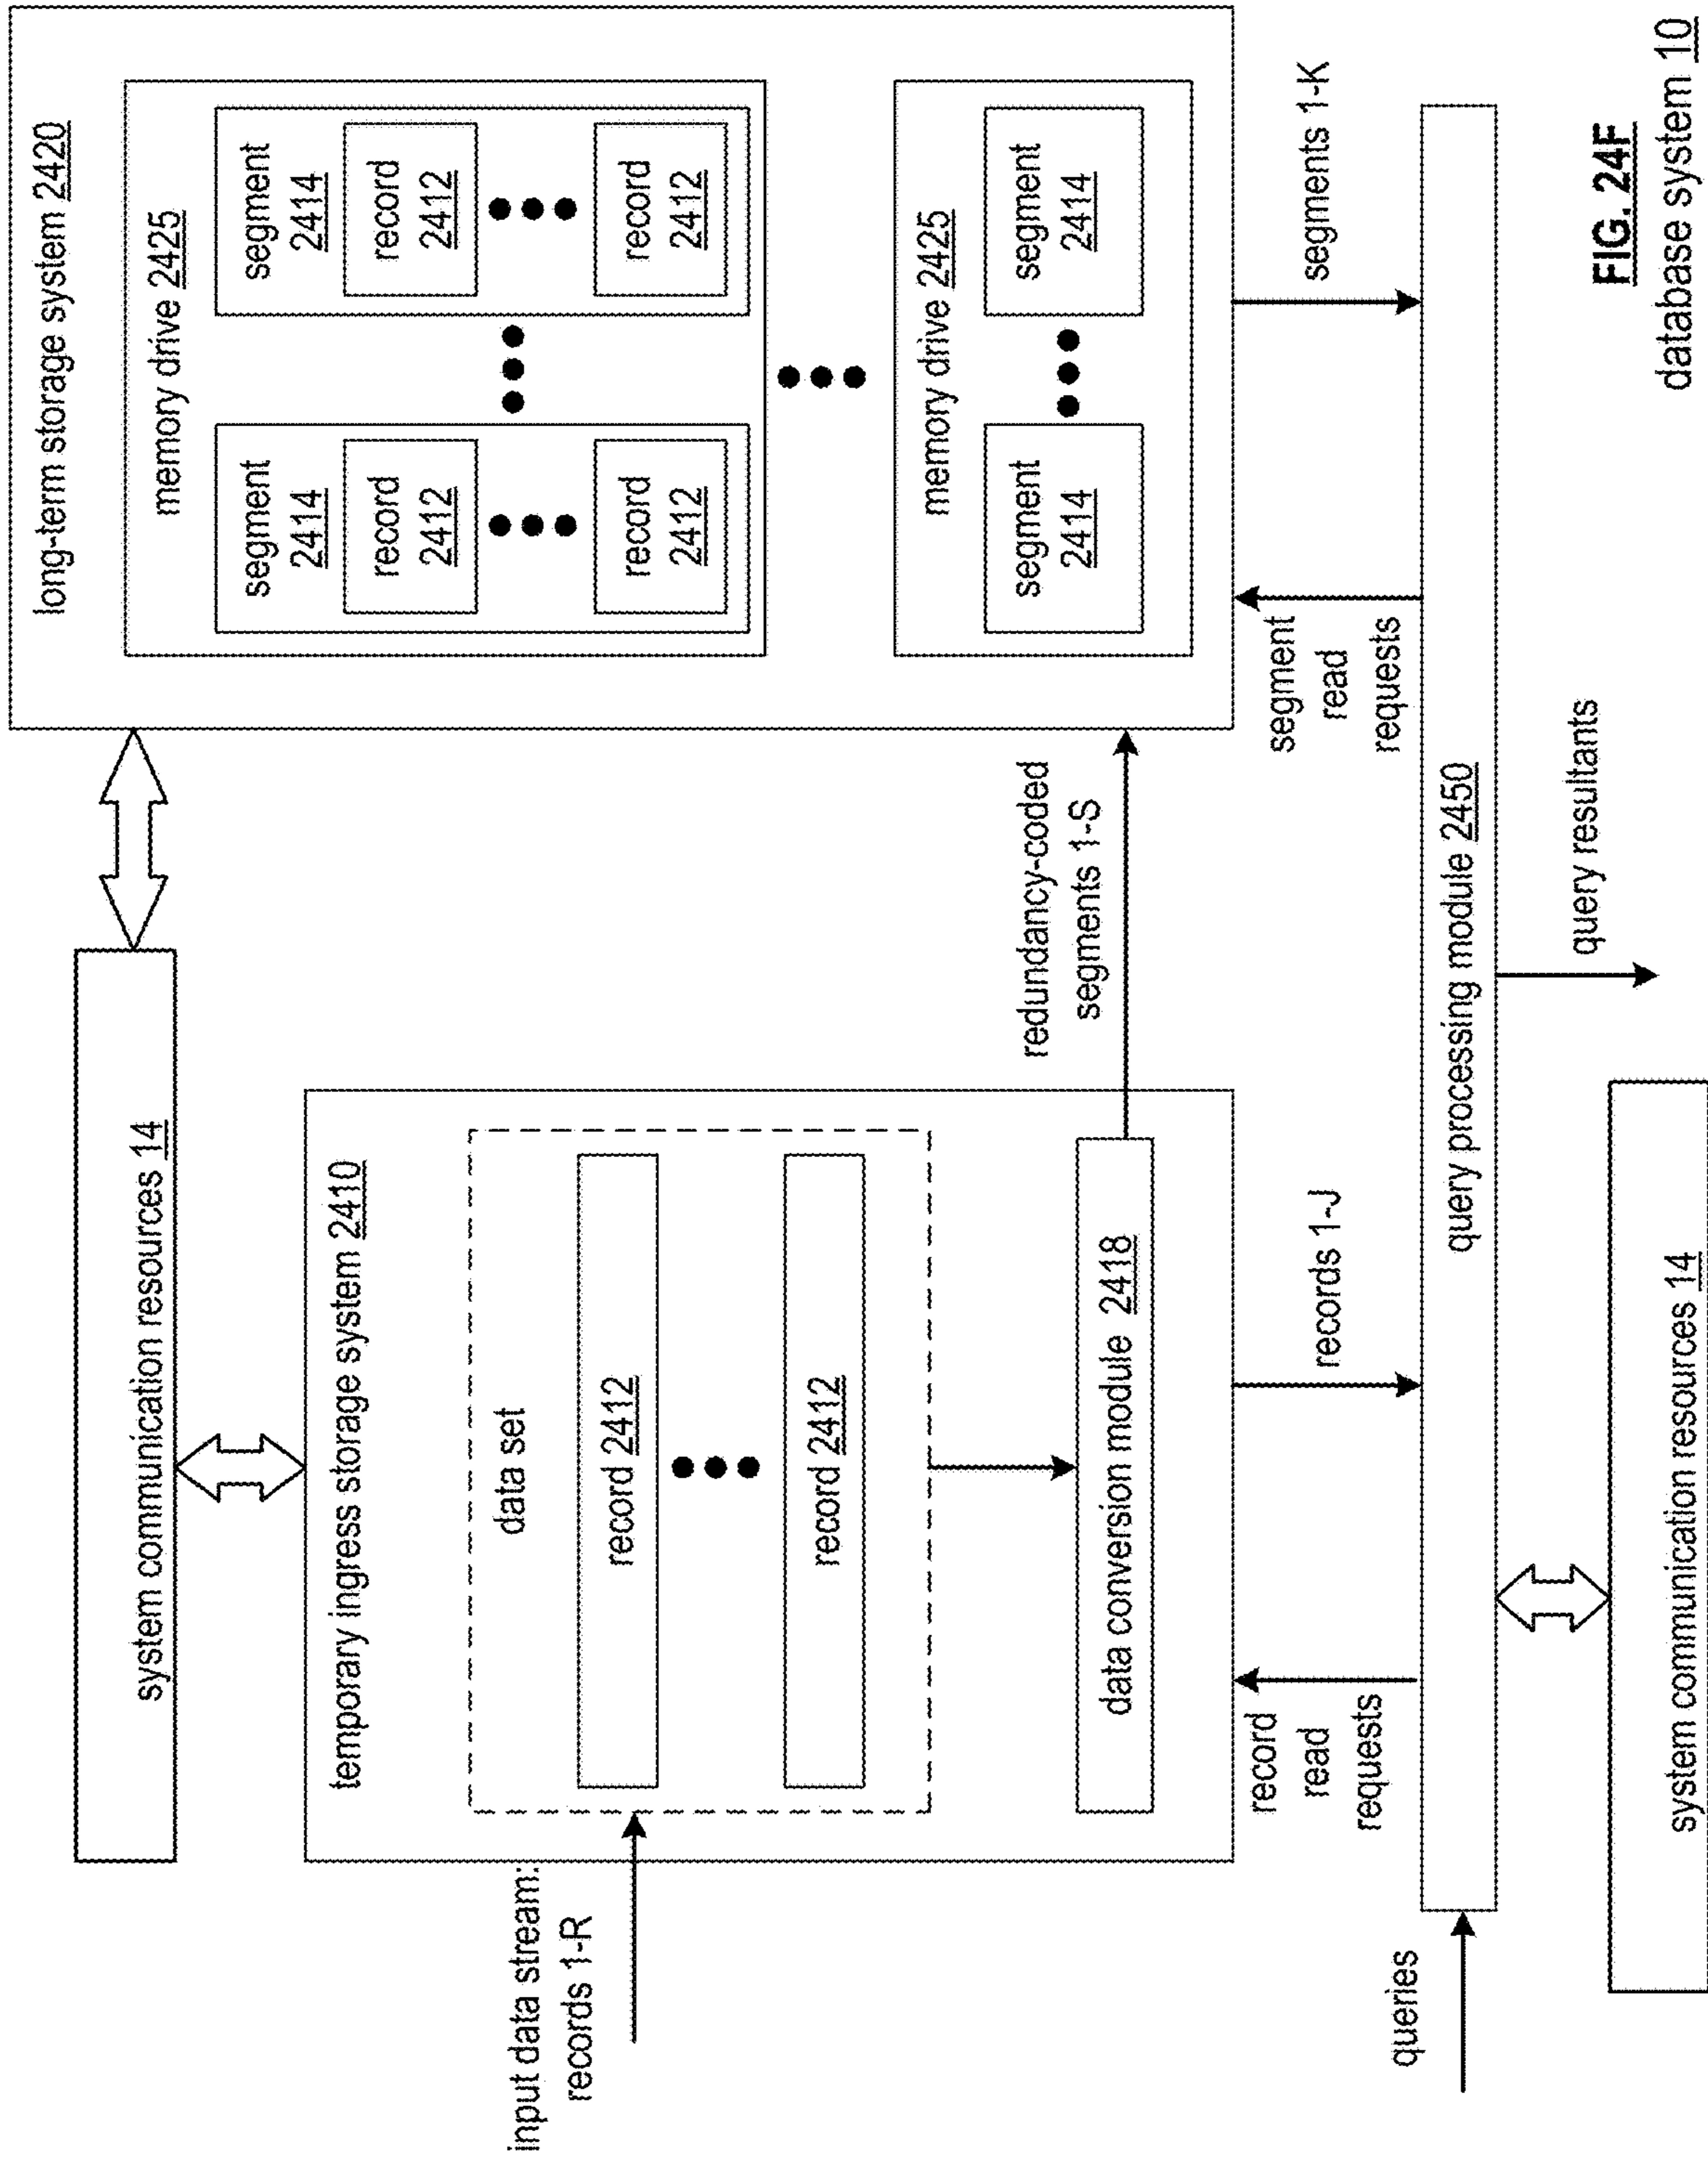 system communication resources 14
long-term storage system 2420
memory drive 2425
segment
2414
record
2412
record
2412
segment
2414
record
2412
record
2412
memory drive 2425
segment
2414
segment
2414
temporary ingress storage system 2410
input data stream:
records 1-R
data set
record 2412
record 2412
data conversion module 2418
redundancy-coded
segments 1-S
record
read
requests
records 1-J
segment
read
requests
segments 1-K
queries
query processing module 2450
query resultants
system communication resources 14
FIG. 24F
database system 10